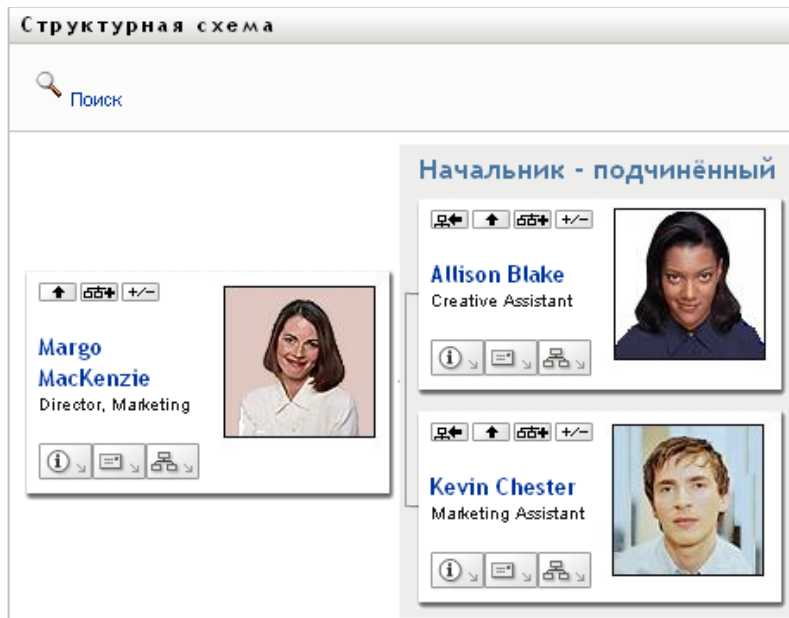 Структурная схема
Поиск
Начальник - подчинённый
Margo
MacKenzie
Director, Marketing
+/−
Allison Blake
Creative Assistant
+/−
Kevin Chester
Marketing Assistant
+/−